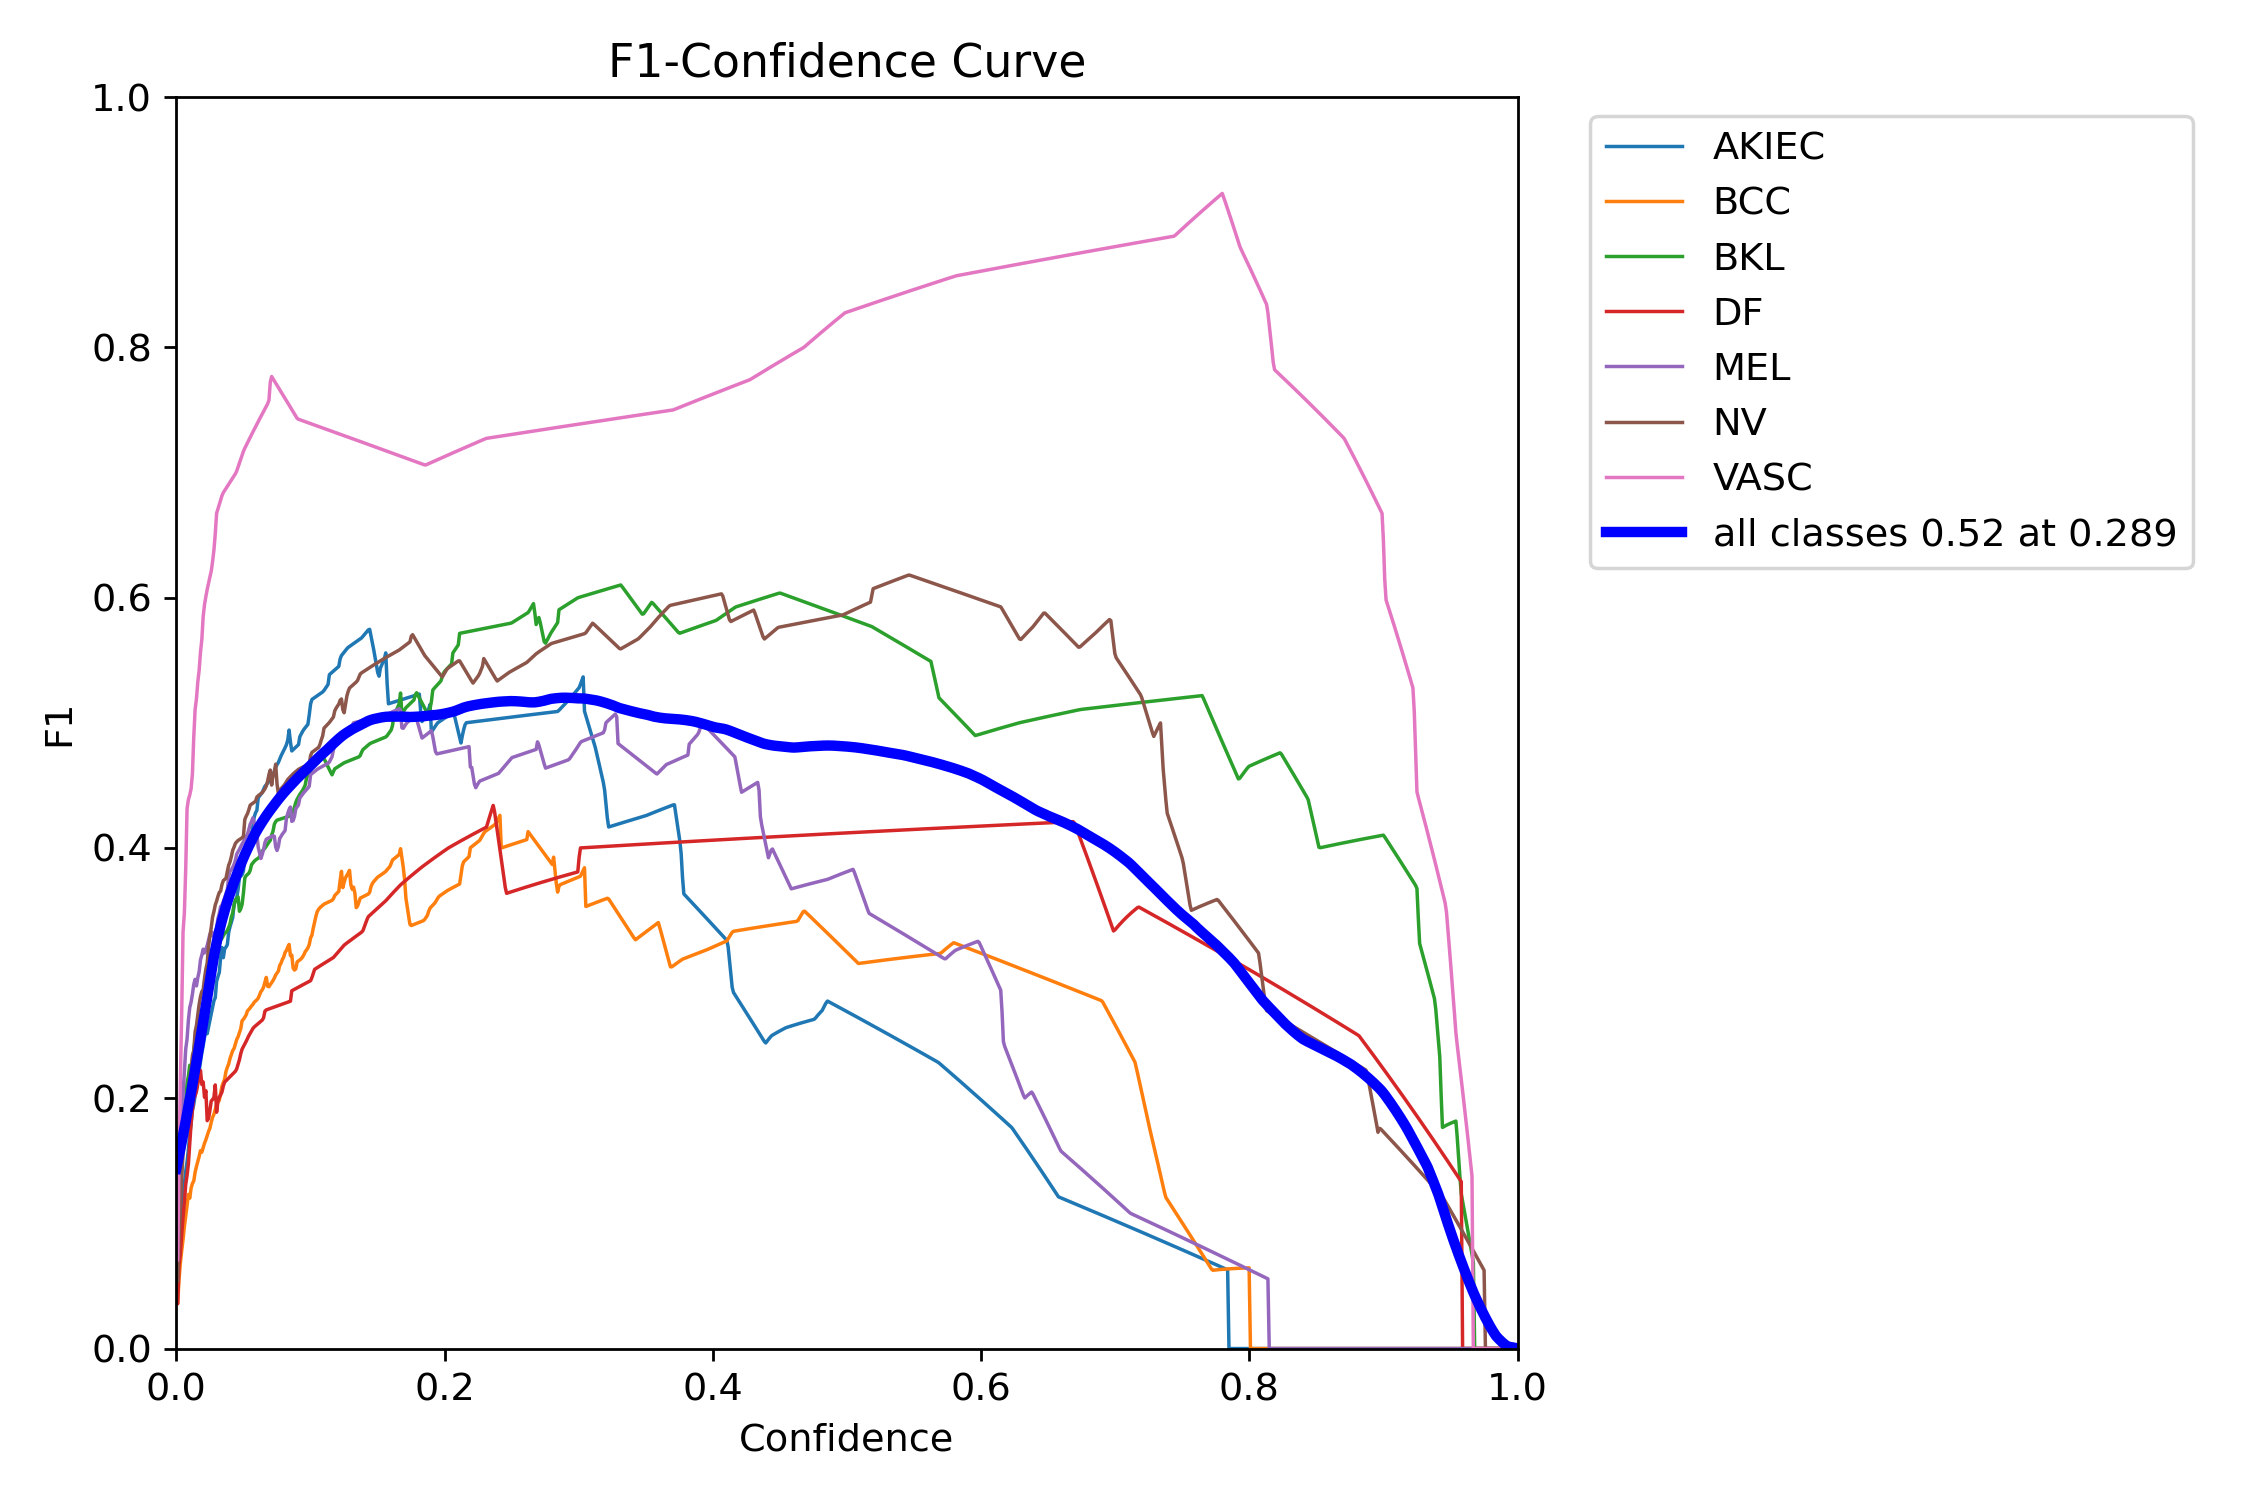 F1-Confidence Curve
1.0
0.8
0.6
0.4
0.2
0.0
F1
0.0 0.2 0.4 0.6 0.8 1.0
Confidence
AKIEC
BCC
BKL
DF
MEL
NV
VASC
all classes 0.52 at 0.289